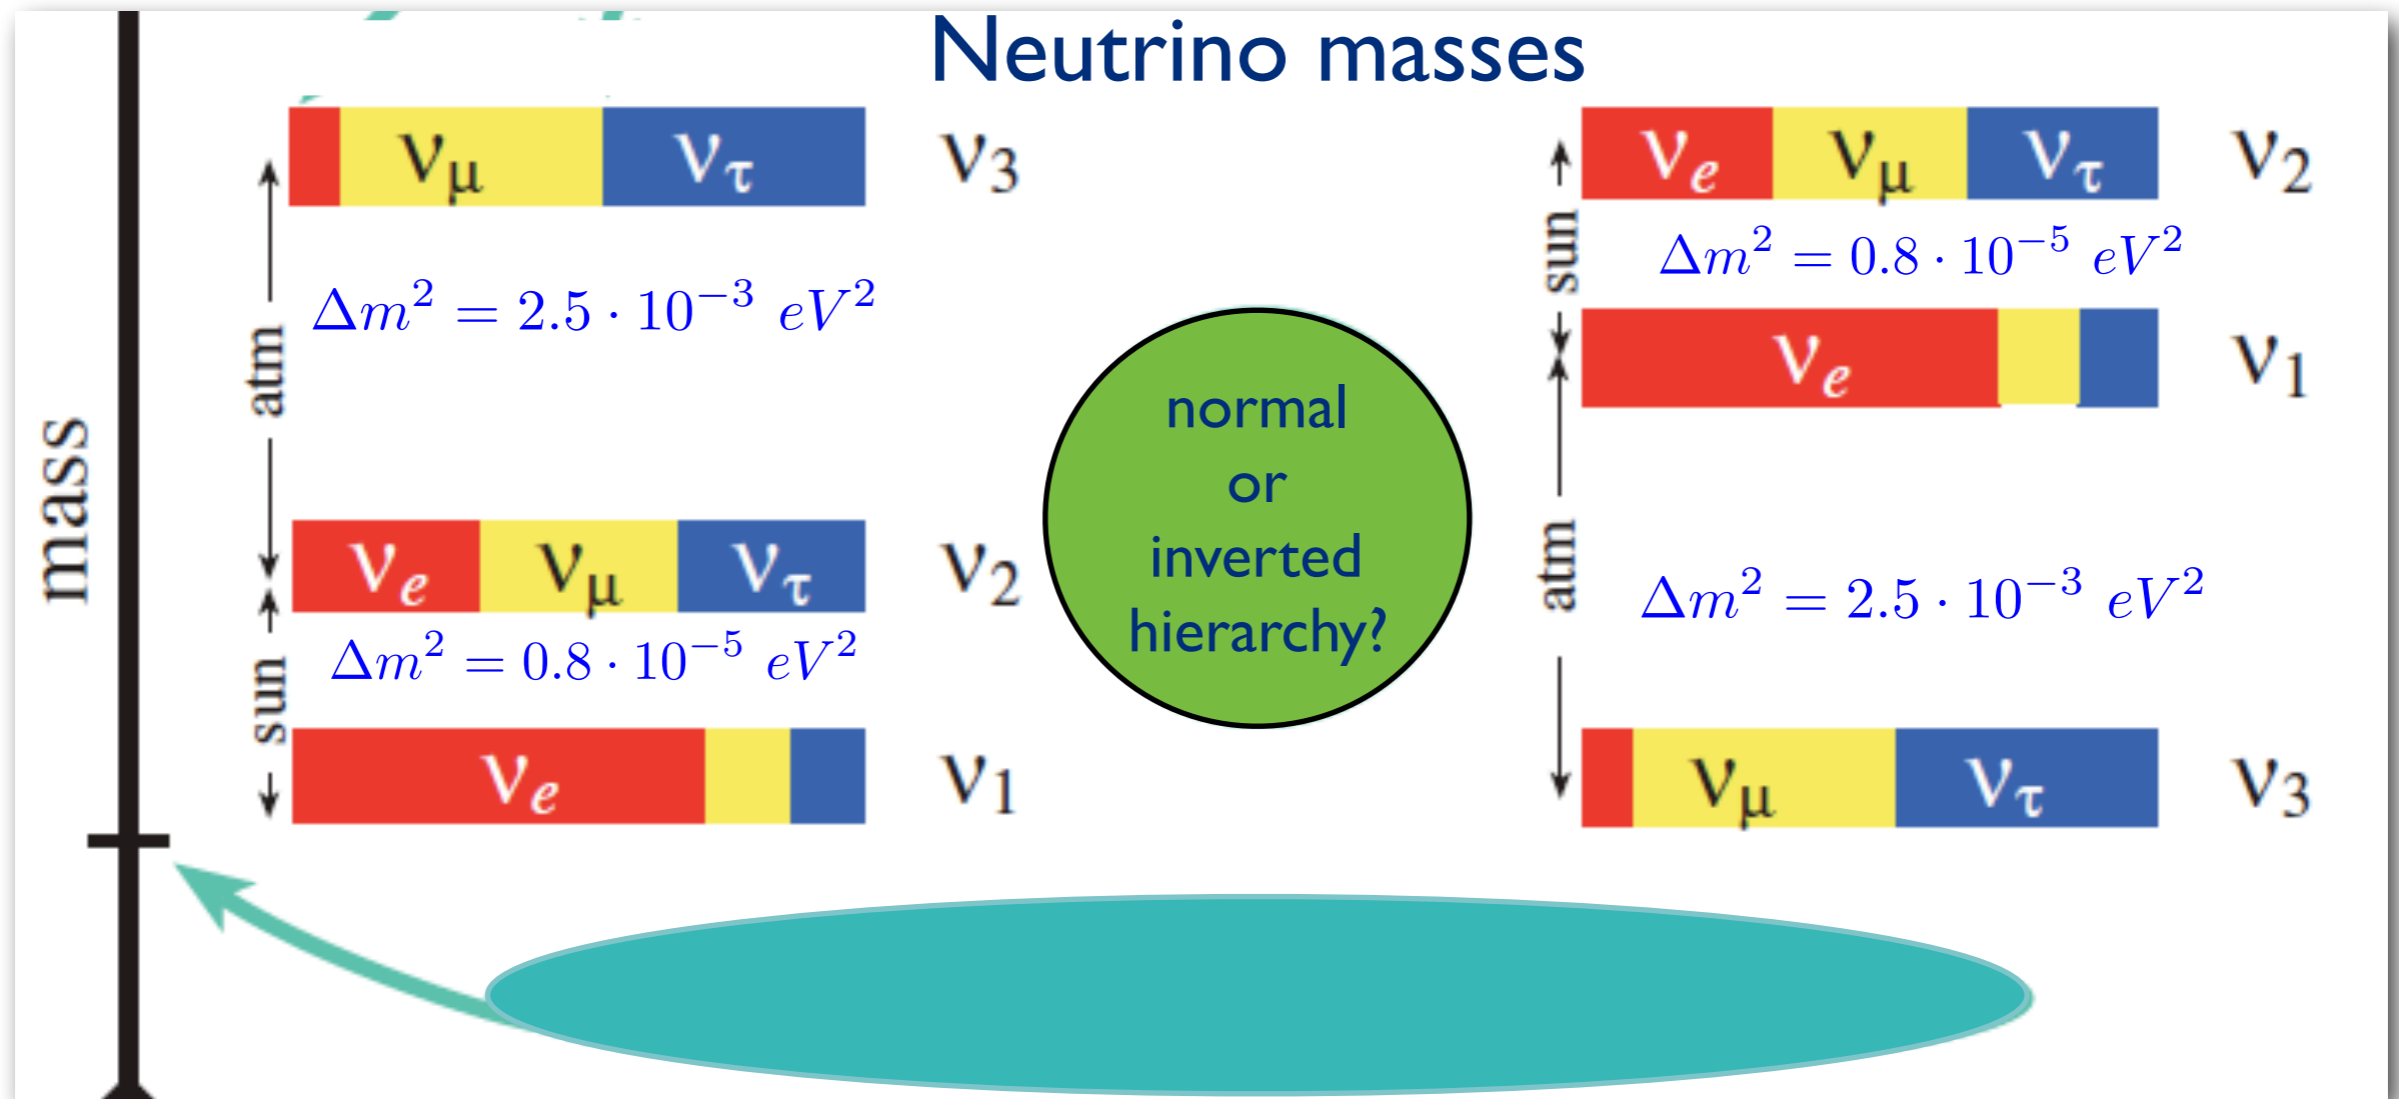 Neutrino masses
mass
atm
sun
νμ ντ ν3
Δm² = 2.5 · 10⁻³ eV²
νe νμ ντ ν2
Δm² = 0.8 · 10⁻⁵ eV²
νe ν1
normal
or
inverted
hierarchy?
sun
atm
νe νμ ντ ν2
Δm² = 0.8 · 10⁻⁵ eV²
νe ν1
Δm² = 2.5 · 10⁻³ eV²
νμ ντ ν3